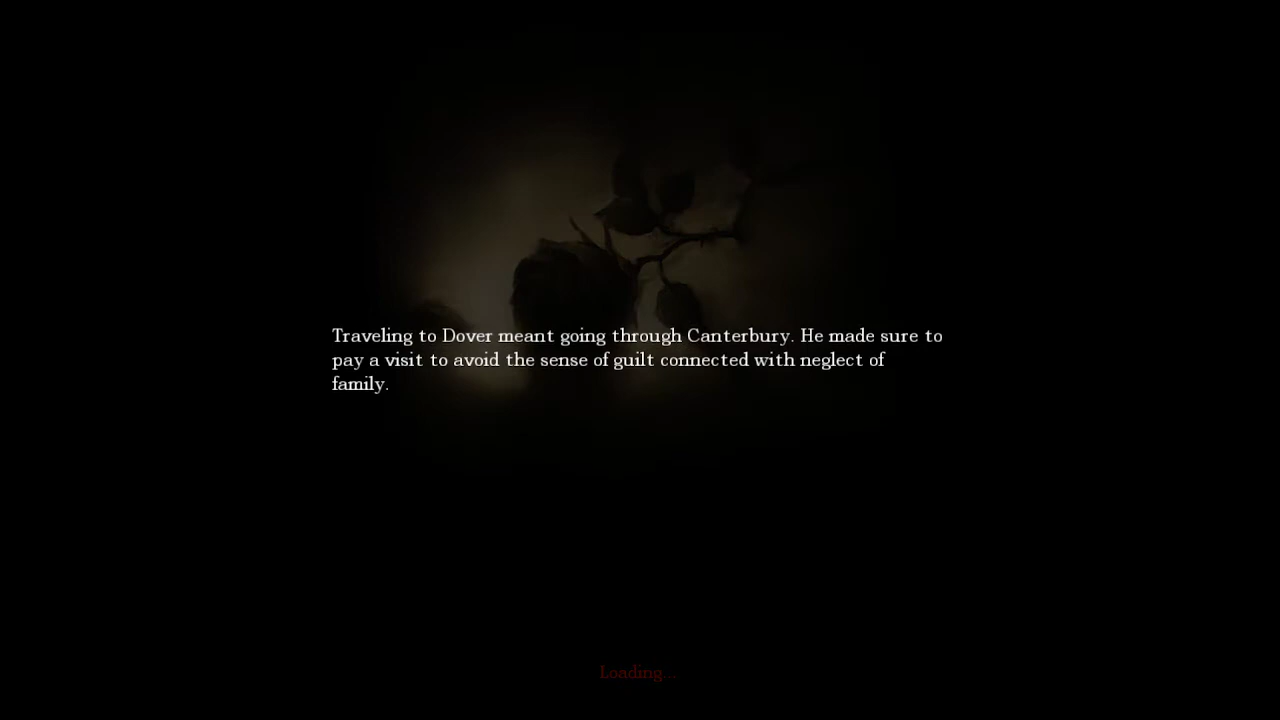 Traveling to Dover meant going through Canterbury. He made sure to
pay a visit to avoid the sense of guilt connected with neglect of
family.
Loading...